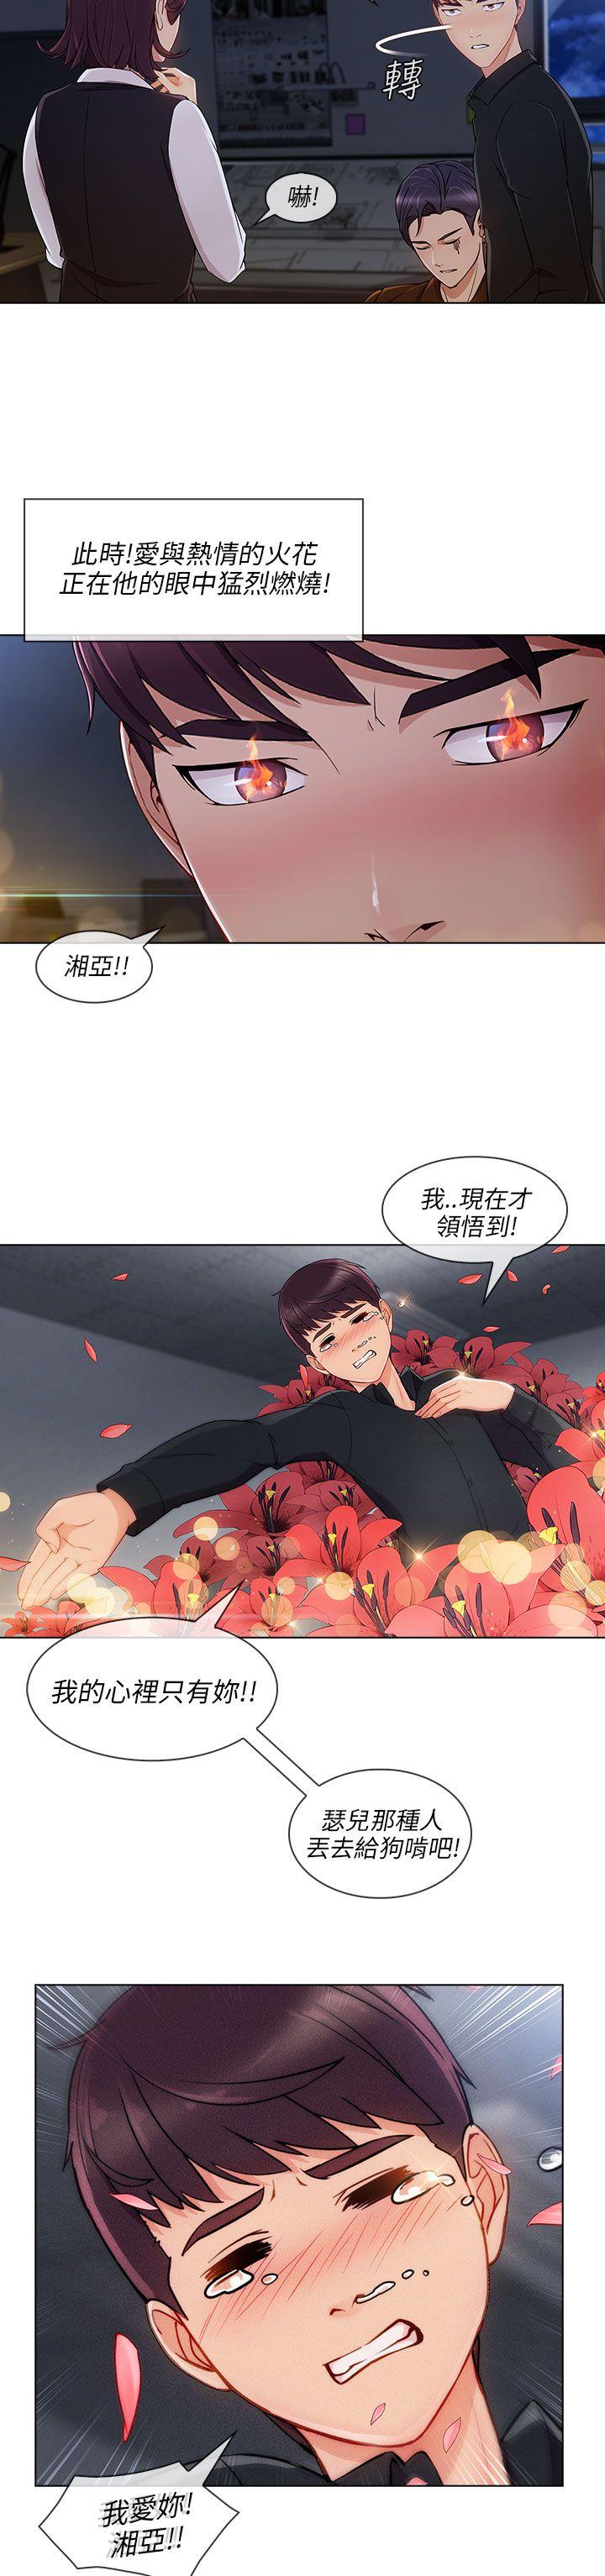 轉
嚇!
此時!愛與熱情的火花
正在他的眼中猛烈燃燒!
湘亞!!
我..現在才
領悟到!
我的心裡只有妳!!
瑟兒那種人
丟去給狗啃吧!
我愛妳!
湘亞!!